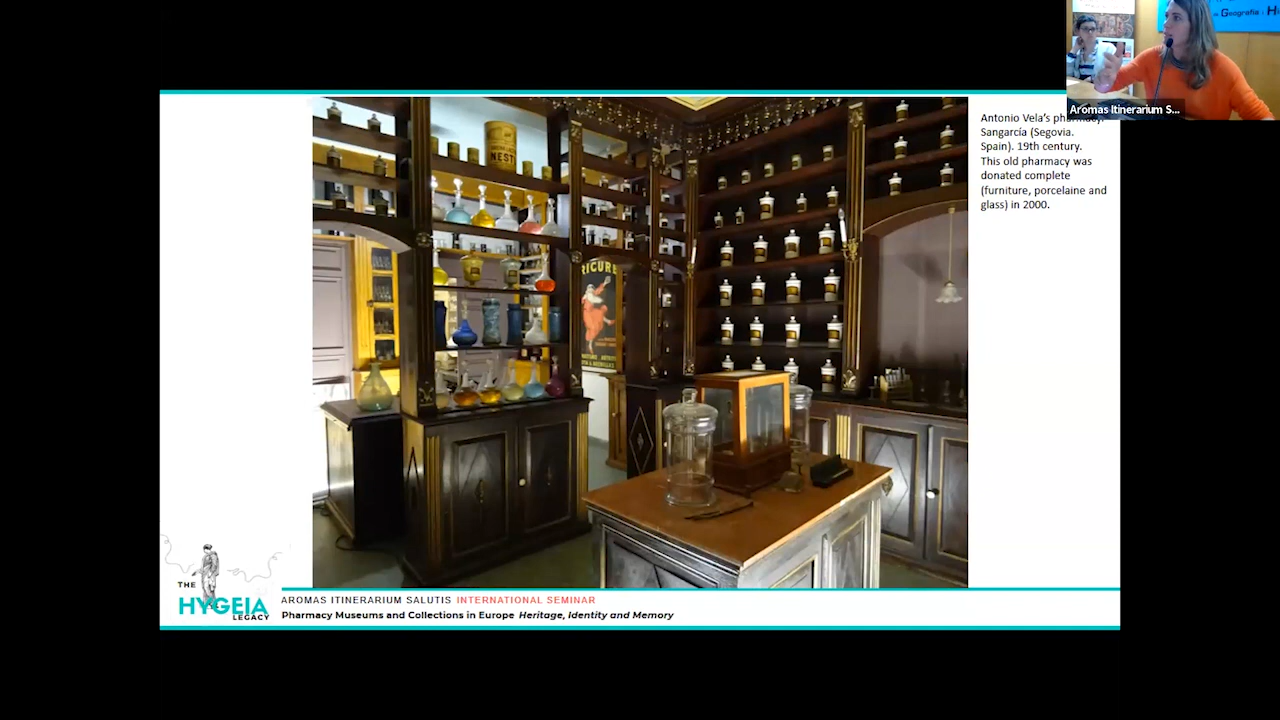 Geografia i H
Aromas Itinerarium S...
Antonio Vela's pharmacy.
Sangarcía (Segovia.
Spain). 19th century.
This old pharmacy was
donated complete
(furniture, porcelaine and
glass) in 2000.
NEST
RICURE
THE
HYGEIA
LEGACY
AROMAS ITINERARIUM SALUTIS INTERNATIONAL SEMINAR
Pharmacy Museums and Collections in Europe Heritage, Identity and Memory